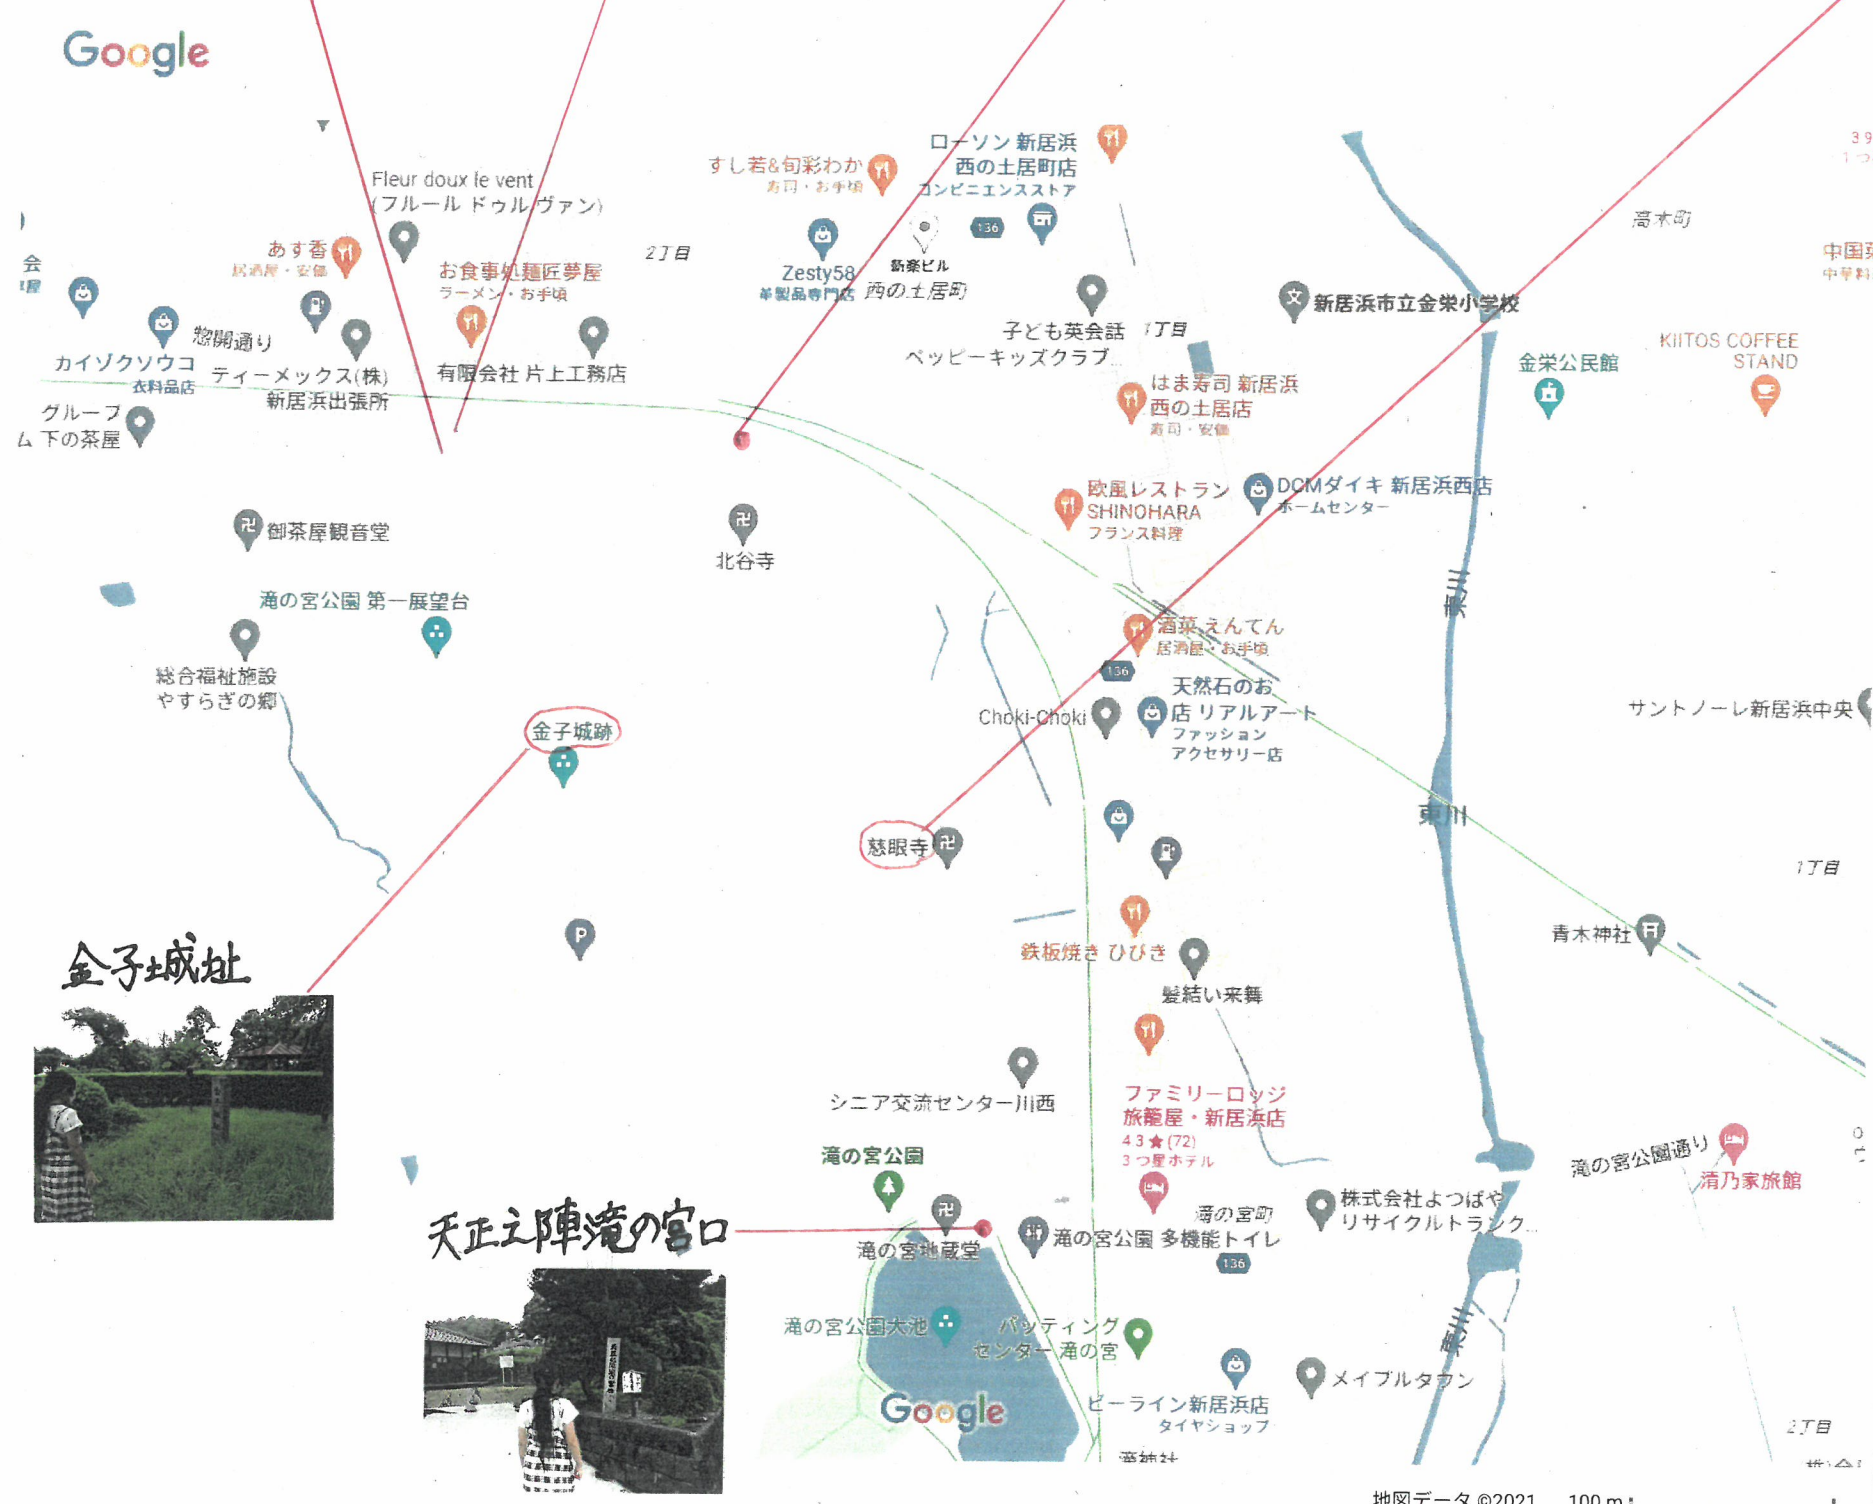 Google
ローソン 新居浜
西の土居町店
コンビニエンスストア
すし若&旬彩わか
寿司・お手頃
Fleur doux le vent
(フルール ドゥル ヴァン)
136
高木町
2丁目
あす香
居酒屋・安価
お食事処麺匠夢屋
ラーメン・お手頃
Zesty58
革製品専門店
新楽ビル
西の土居町
会
子ども英会話
ペッピーキッズクラブ...
1丁目
新居浜市立金栄小学校
惣開通り
カイゾクソウコ
衣料品店
ティーメックス(株)
新居浜出張所
有限会社 片上工務店
KIITOS COFFEE
STAND
金栄公民館
はま寿司 新居浜
西の土居店
寿司・安価
グループ
ム 下の茶屋
欧風レストラン
SHINOHARA
フランス料理
DCMダイキ 新居浜西店
ホームセンター
御茶屋観音堂
北谷寺
東川
滝の宮公園 第一展望台
酒菜 えんてん
居酒屋・お手頃
136
総合福祉施設
やすらぎの郷
金子城跡
Choki-Choki
天然石のお
店 リアルアート
ファッション
アクセサリー店
サントノーレ新居浜中央
東川
慈眼寺
1丁目
P
青木神社
鉄板焼き ひびき
髪結い来舞
金子城址
シニア交流センター川西
ファミリーロッジ
旅籠屋・新居浜店
4.3★(72)
3つ星ホテル
滝の宮公園
滝の宮公園通り
清乃家旅館
天正之陣滝の宮口
滝の宮地蔵堂
滝の宮公園 多機能トイレ
滝の宮町
136
株式会社よつばや
リサイクルトランク...
滝の宮公園大池
バッティング
センター 滝の宮
東川
メイプルタウン
Google
ビーライン新居浜店
タイヤショップ
2丁目
滝神社
地図データ ©2021
100 m